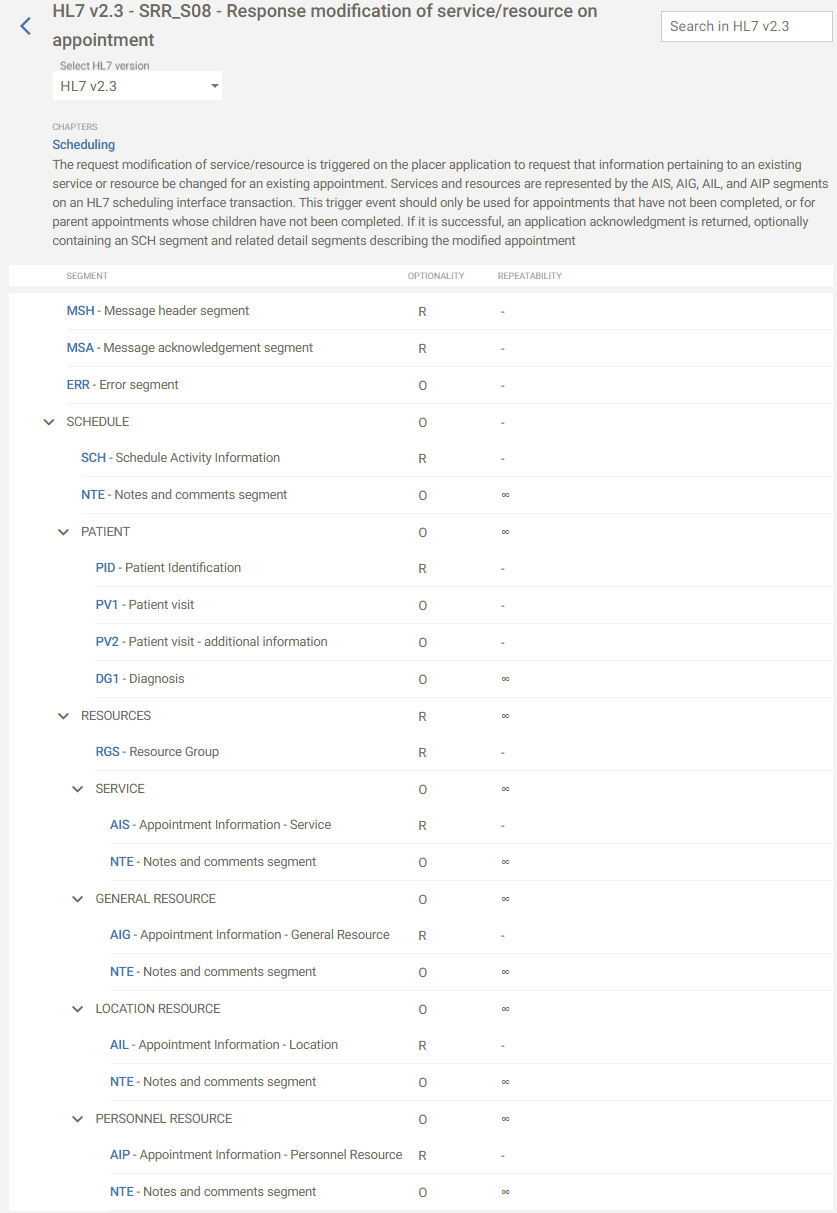 HL7 v2.3 - SRR_S08 - Response modification of service/resource on
appointment
Search in HL7 v2.3
Select HL7 version
HL7 v2.3
CHAPTERS
Scheduling
The request modification of service/resource is triggered on the placer application to request that information pertaining to an existing
service or resource be changed for an existing appointment. Services and resources are represented by the AIS, AIG, AIL, and AIP segments
on an HL7 scheduling interface transaction. This trigger event should only be used for appointments that have not been completed, or for
parent appointments whose children have not been completed. If it is successful, an application acknowledgment is returned, optionally
containing an SCH segment and related detail segments describing the modified appointment
SEGMENT OPTIONALITY REPEATABILITY
MSH - Message header segment R -
MSA - Message acknowledgement segment R -
ERR - Error segment O -
SCHEDULE O -
SCH - Schedule Activity Information R -
NTE - Notes and comments segment O ∞
PATIENT O ∞
PID - Patient Identification R -
PV1 - Patient visit O -
PV2 - Patient visit - additional information O -
DG1 - Diagnosis O ∞
RESOURCES R ∞
RGS - Resource Group R -
SERVICE O ∞
AIS - Appointment Information - Service R -
NTE - Notes and comments segment O ∞
GENERAL RESOURCE O ∞
AIG - Appointment Information - General Resource R -
NTE - Notes and comments segment O ∞
LOCATION RESOURCE O ∞
AIL - Appointment Information - Location R -
NTE - Notes and comments segment O ∞
PERSONNEL RESOURCE O ∞
AIP - Appointment Information - Personnel Resource R -
NTE - Notes and comments segment O ∞